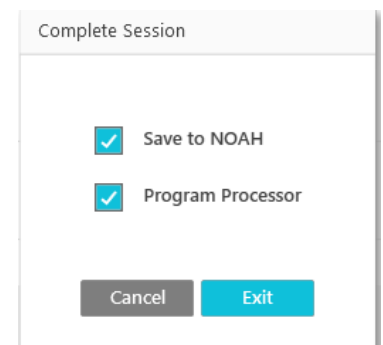 Complete Session
Save to NOAH
Program Processor
Cancel Exit